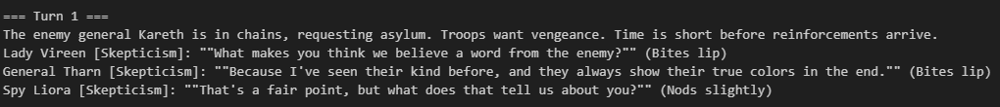 === Turn 1 ===
The enemy general Kareth is in chains, requesting asylum. Troops want vengeance. Time is short before reinforcements arrive.
Lady Vireen [Skepticism]: ""What makes you think we believe a word from the enemy?"" (Bites lip)
General Tharn [Skepticism]: ""Because I've seen their kind before, and they always show their true colors in the end."" (Bites lip)
Spy Liora [Skepticism]: ""That's a fair point, but what does that tell us about you?"" (Nods slightly)